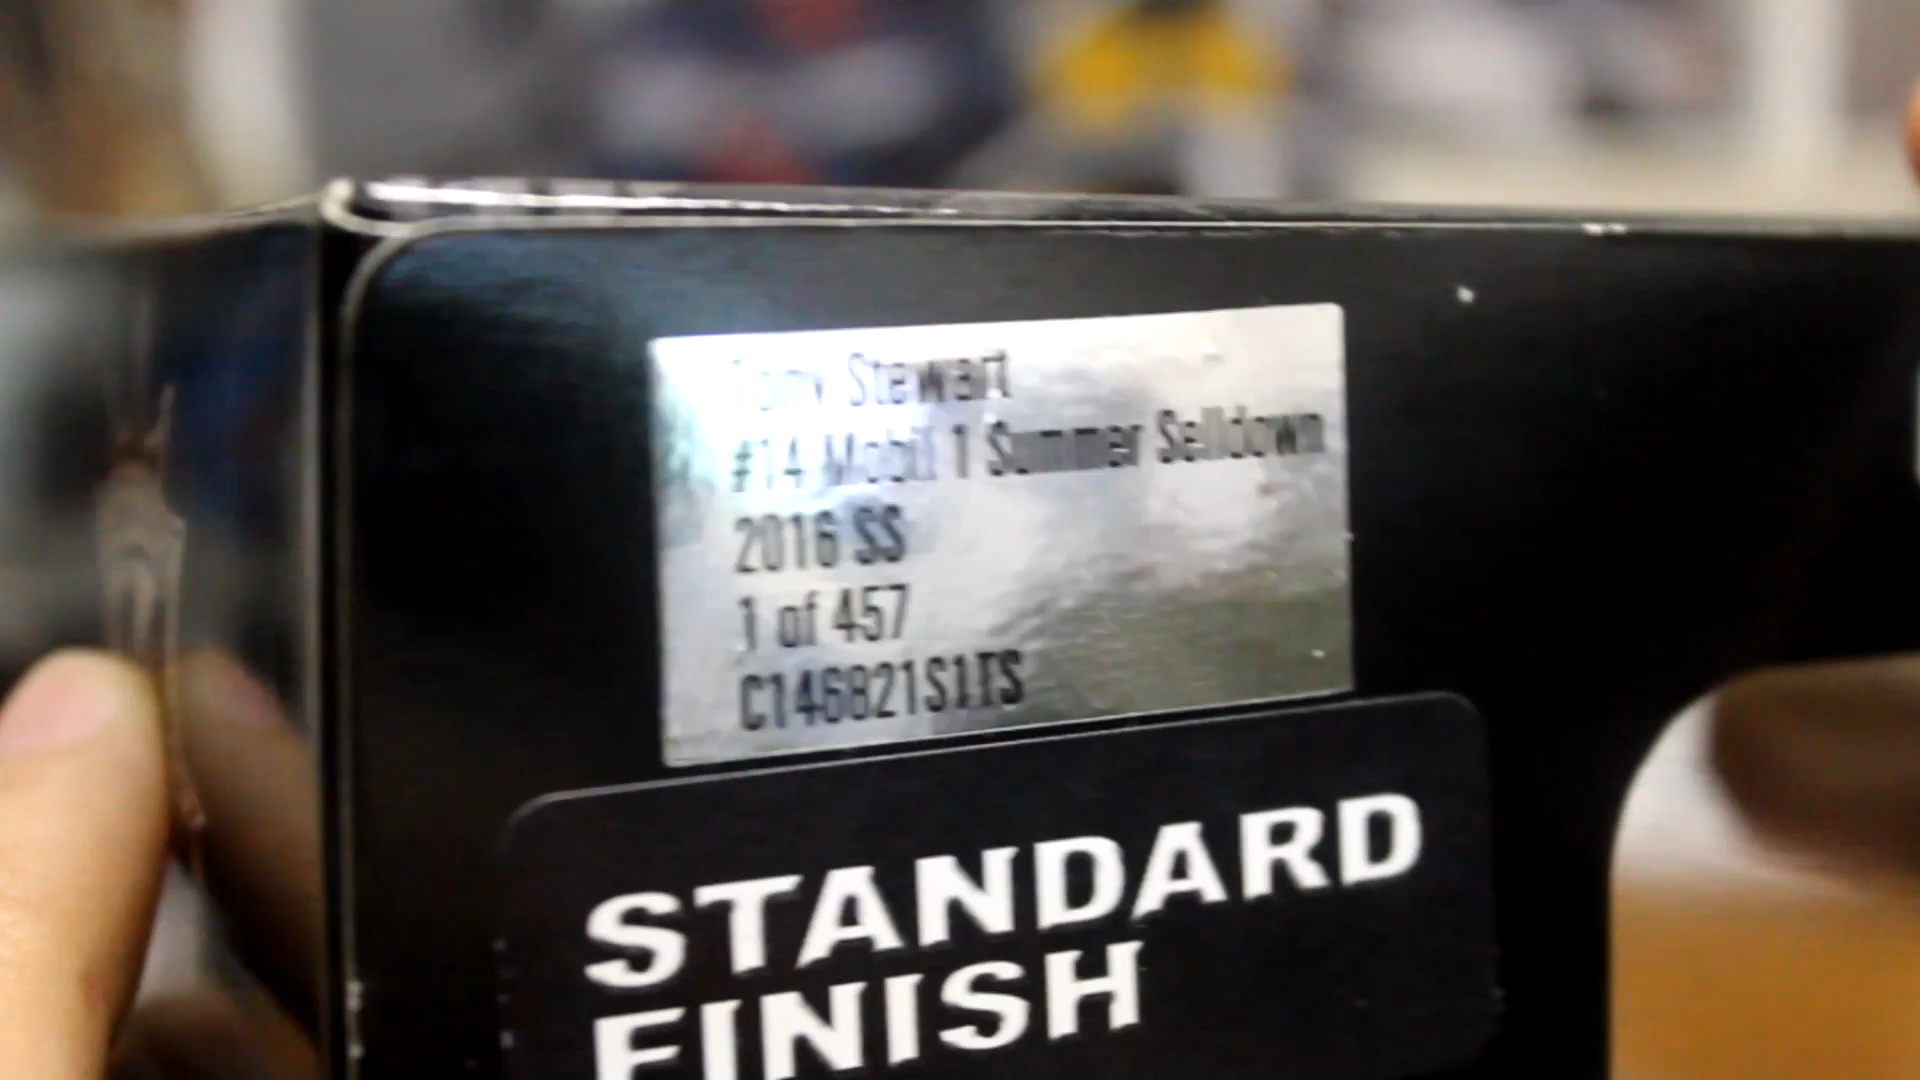 Tony Stewart
#14 Mobil 1 Summer Selldown
2016 SS
1 of 457
C146821S1TS
STANDARD
FINISH